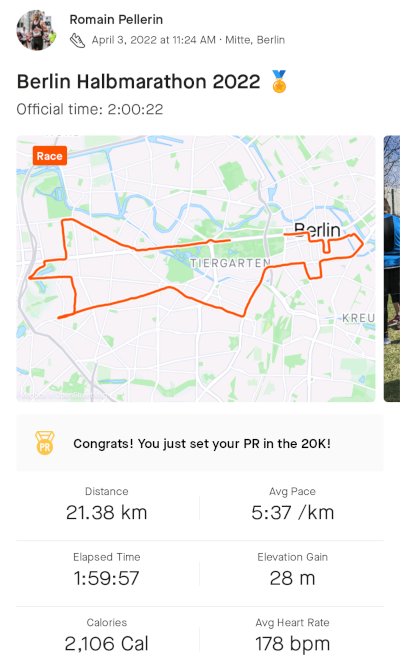 Romain Pellerin
April 3, 2022 at 11:24 AM · Mitte, Berlin
Berlin Halbmarathon 2022 🏅
Official time: 2:00:22
Race
Berlin
TIERGARTEN
KREU
PR
Congrats! You just set your PR in the 20K!
Distance
21.38 km
Avg Pace
5:37 /km
Elapsed Time
1:59:57
Elevation Gain
28 m
Calories
2,106 Cal
Avg Heart Rate
178 bpm